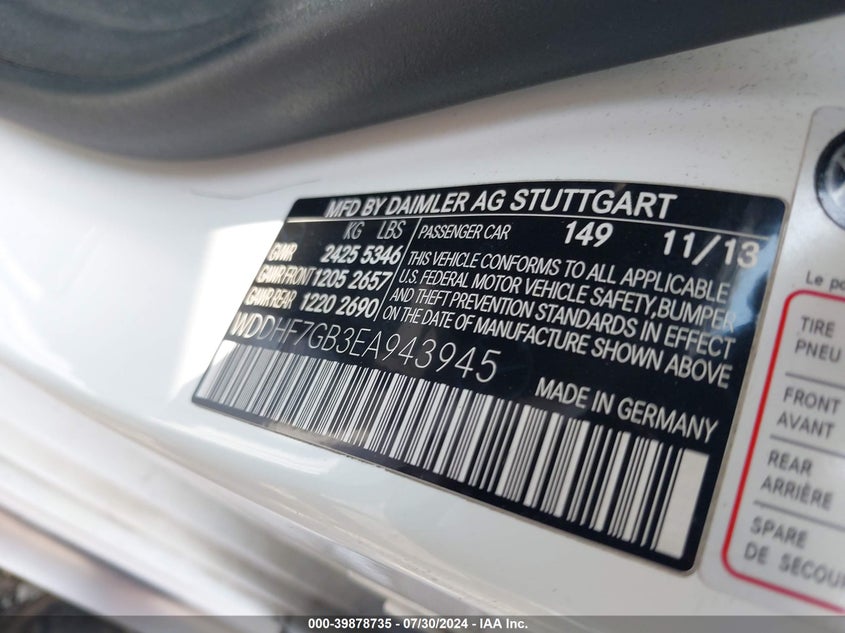 MFD BY DAIMLER AG STUTTGART
KG LBS
GWR 2425 5346
GAWR FRONT 1205 2657
GAWR REAR 1220 2690
PASSENGER CAR 149 11/13
THIS VEHICLE CONFORMS TO ALL APPLICABLE
U.S. FEDERAL MOTOR VEHICLE SAFETY, BUMPER
AND THEFT PREVENTION STANDARDS IN EFFECT
ON THE DATE OF MANUFACTURE SHOWN ABOVE
WDDHF7GB3EA943945
MADE IN GERMANY
Le
TIRE
PNEU
FRONT
AVANT
REAR
ARRIÈRE
SPARE
DE
000-39878735 - 07/30/2024 - IAA Inc.